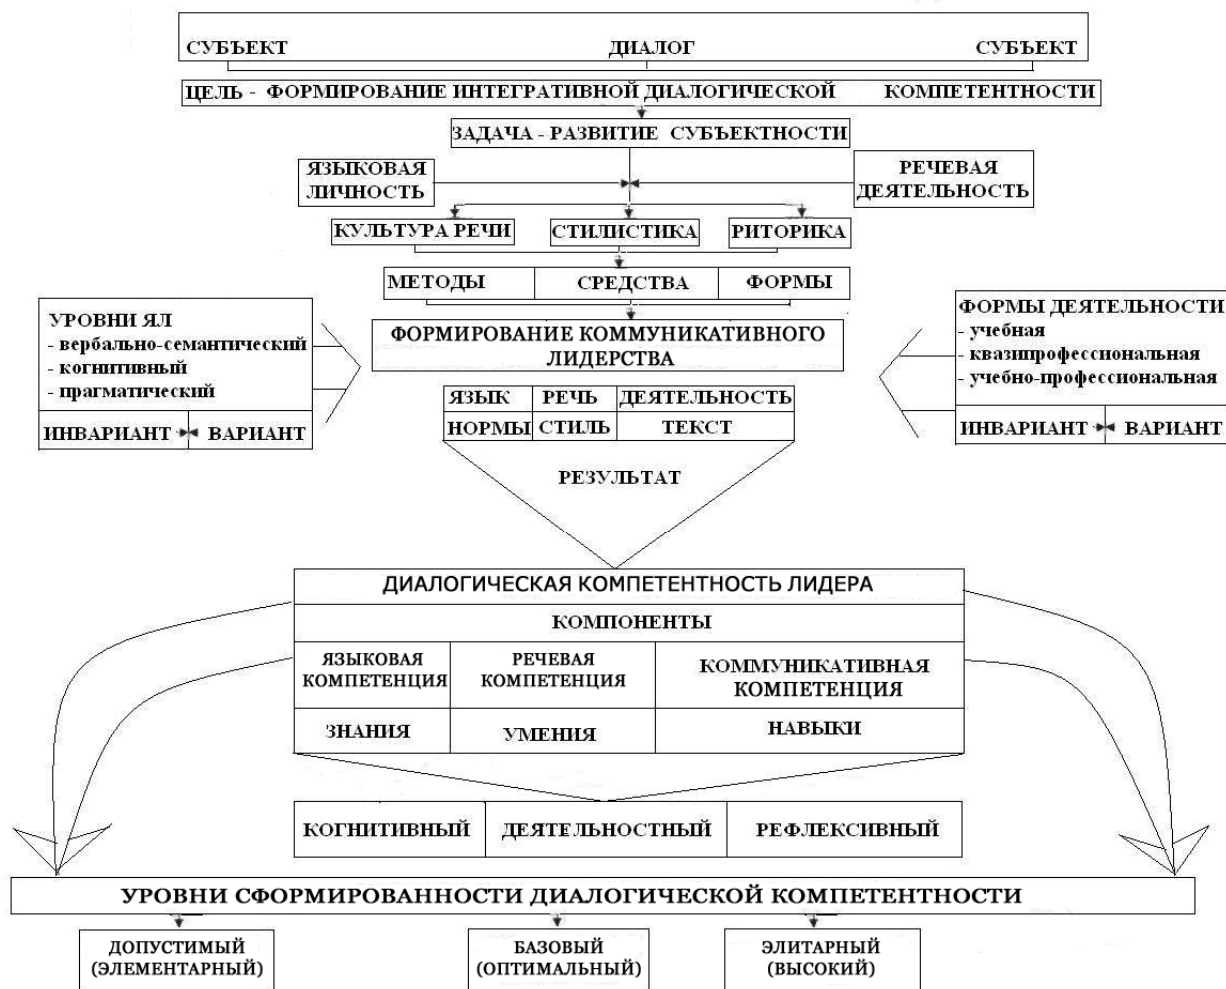 СУБЪЕКТ ДИАЛОГ СУБЪЕКТ
ЦЕЛЬ - ФОРМИРОВАНИЕ ИНТЕГРАТИВНОЙ ДИАЛОГИЧЕСКОЙ КОМПЕТЕНТНОСТИ
ЗАДАЧА - РАЗВИТИЕ СУБЪЕКТНОСТИ
ЯЗЫКОВАЯ
ЛИЧНОСТЬ
РЕЧЕВАЯ
ДЕЯТЕЛЬНОСТЬ
КУЛЬТУРА РЕЧИ СТИЛИСТИКА РИТОРИКА
МЕТОДЫ СРЕДСТВА ФОРМЫ
УРОВНИ ЯЛ
- вербально-семантический
- когнитивный
- прагматический
ИНВАРИАНТ ВАРИАНТ
ФОРМИРОВАНИЕ КОММУНИКАТИВНОГО
ЛИДЕРСТВА
ФОРМЫ ДЕЯТЕЛЬНОСТИ
- учебная
- квазипрофессиональная
- учебно-профессиональная
ИНВАРИАНТ ВАРИАНТ
ЯЗЫК РЕЧЬ ДЕЯТЕЛЬНОСТЬ
НОРМЫ СТИЛЬ ТЕКСТ
РЕЗУЛЬТАТ
ДИАЛОГИЧЕСКАЯ КОМПЕТЕНТНОСТЬ ЛИДЕРА
КОМПОНЕНТЫ
ЯЗЫКОВАЯ
КОМПЕТЕНЦИЯ
РЕЧЕВАЯ
КОМПЕТЕНЦИЯ
КОММУНИКАТИВНАЯ
КОМПЕТЕНЦИЯ
ЗНАНИЯ УМЕНИЯ НАВЫКИ
КОГНИТИВНЫЙ ДЕЯТЕЛЬНОСТНЫЙ РЕФЛЕКСИВНЫЙ
УРОВНИ СФОРМИРОВАННОСТИ ДИАЛОГИЧЕСКОЙ КОМПЕТЕНТНОСТИ
ДОПУСТИМЫЙ
(ЭЛЕМЕНТАРНЫЙ)
БАЗОВЫЙ
(ОПТИМАЛЬНЫЙ)
ЭЛИТАРНЫЙ
(ВЫСОКИЙ)